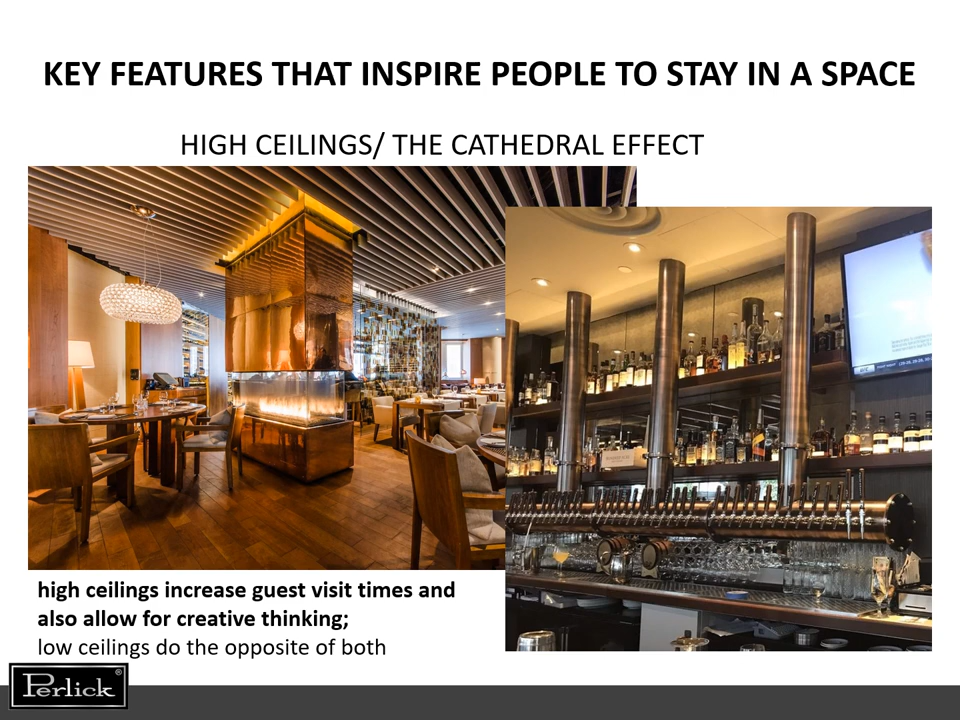 KEY FEATURES THAT INSPIRE PEOPLE TO STAY IN A SPACE
HIGH CEILINGS/ THE CATHEDRAL EFFECT
high ceilings increase guest visit times and
also allow for creative thinking;
low ceilings do the opposite of both
Perlick®